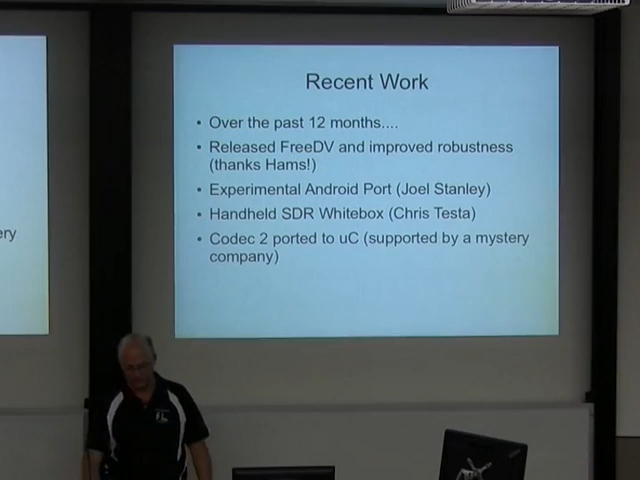 Recent Work
• Over the past 12 months....
• Released FreeDV and improved robustness
(thanks Hams!)
• Experimental Android Port (Joel Stanley)
• Handheld SDR Whitebox (Chris Testa)
• Codec 2 ported to uC (supported by a mystery
company)
ery